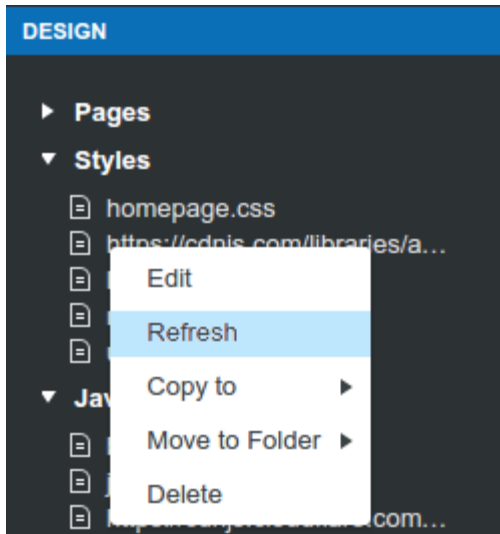 DESIGN
Pages
Styles
homepage.css
https://cdnjs.com/libraries/a...
Edit
Refresh
Copy to
Move to Folder
Delete